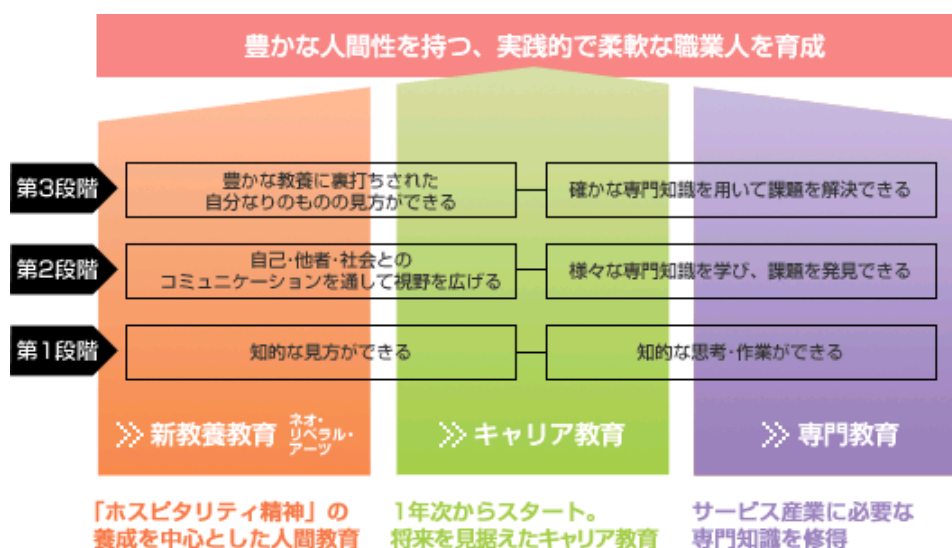 豊かな人間性を持つ、実践的で柔軟な職業人を育成
第3段階
豊かな教養に裏打ちされた
自分なりのものの見方ができる
確かな専門知識を用いて課題を解決できる
第2段階
自己・他者・社会との
コミュニケーションを通して視野を広げる
様々な専門知識を学び、課題を発見できる
第1段階
知的な見方ができる
知的な思考・作業ができる
新教養教育
ネオ・
リベラル・
アーツ
キャリア教育
専門教育
「ホスピタリティ精神」の
養成を中心とした人間教育
1年次からスタート。
将来を見据えたキャリア教育
サービス産業に必要な
専門知識を修得